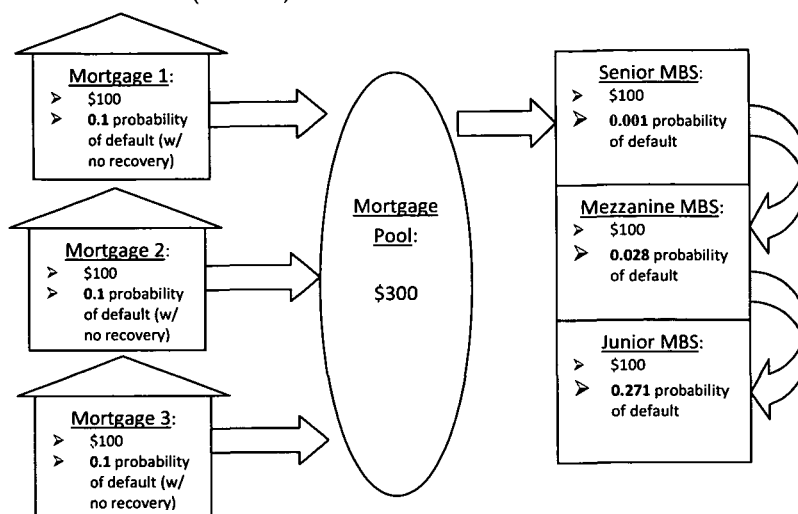 Mortgage 1:
➢ $100
➢ 0.1 probability
of default (w/
no recovery)
Mortgage 2:
➢ $100
➢ 0.1 probability
of default (w/
no recovery)
Mortgage 3:
➢ $100
➢ 0.1 probability
of default (w/
no recovery)
Mortgage
Pool:
$300
Senior MBS:
➢ $100
➢ 0.001 probability
of default
Mezzanine MBS:
➢ $100
➢ 0.028 probability
of default
Junior MBS:
➢ $100
➢ 0.271 probability
of default